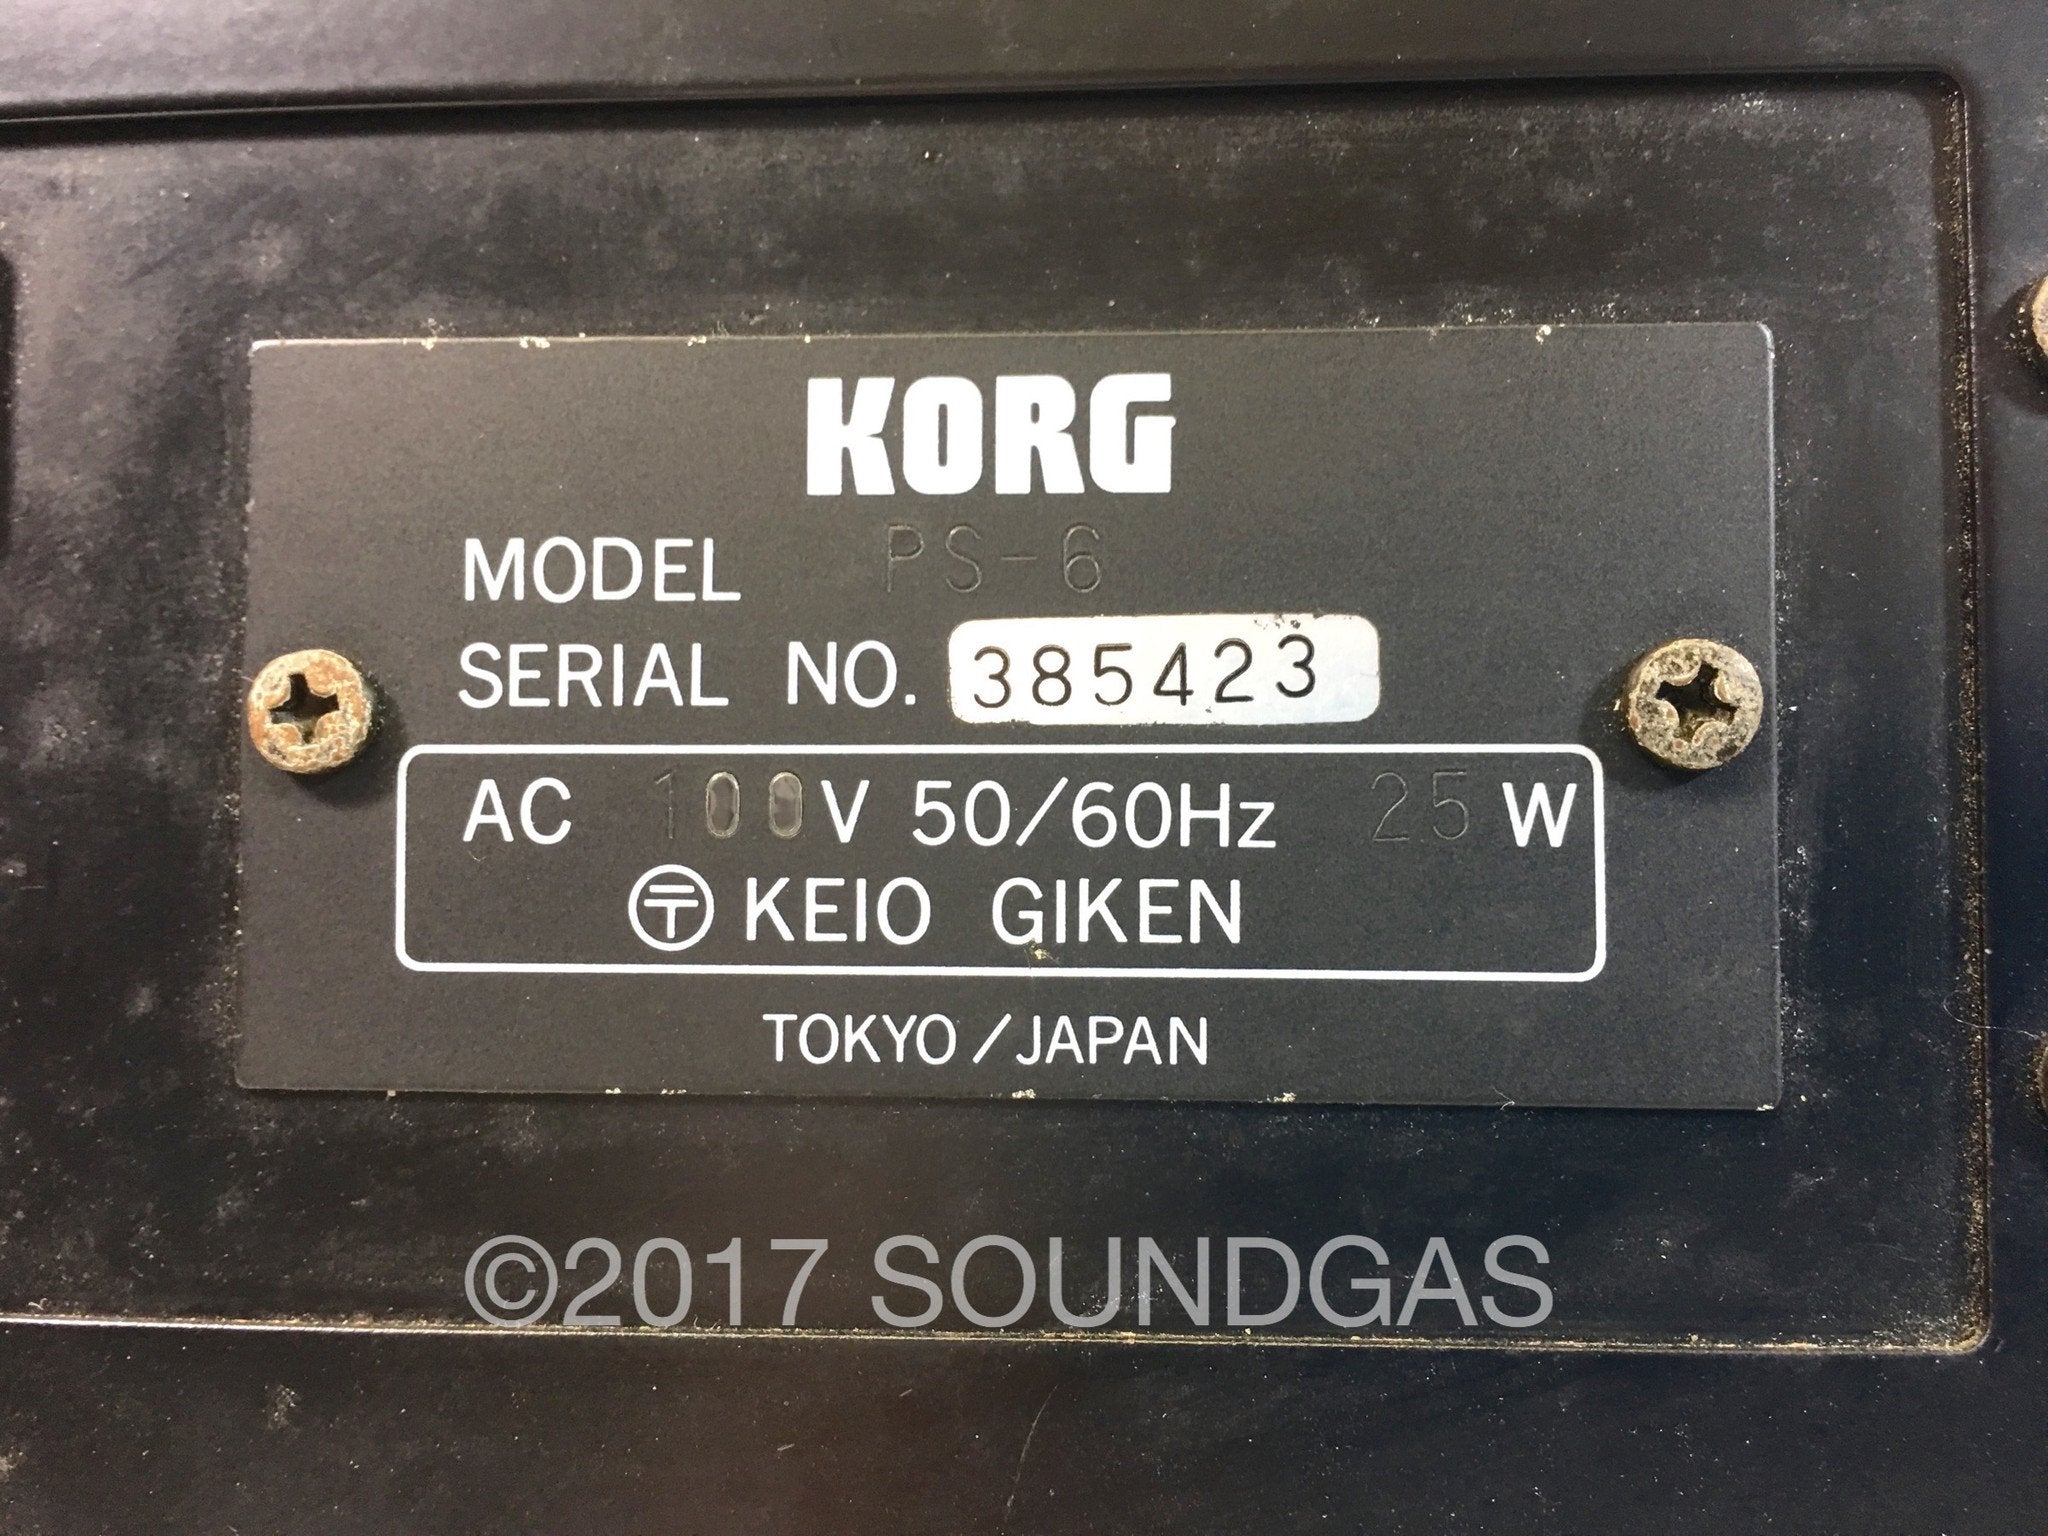 KORG
MODEL PS-6
SERIAL NO. 385423
AC 100V 50/60Hz 25 W
〶 KEIO GIKEN
TOKYO / JAPAN
©2017 SOUNDGAS